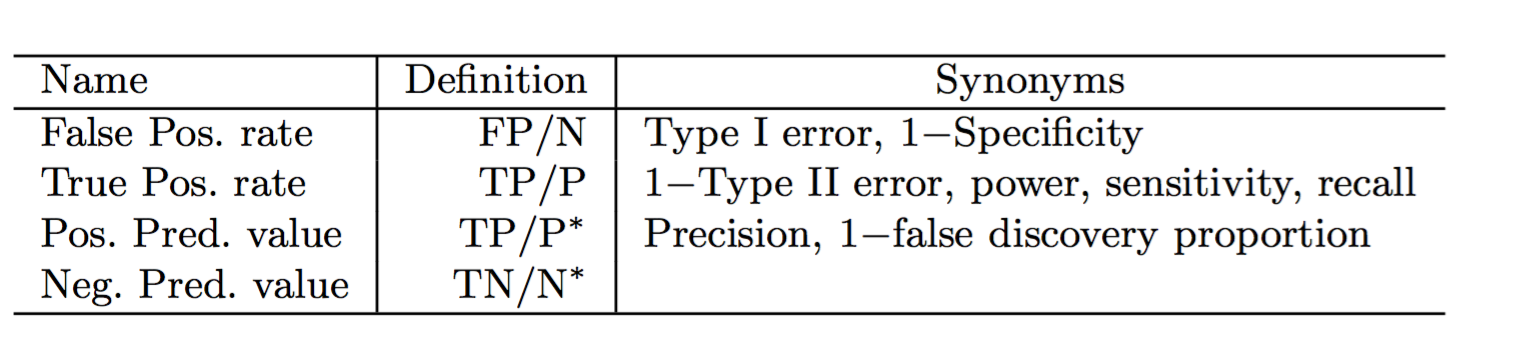 Name Definition Synonyms
False Pos. rate FP/N Type I error, 1−Specificity
True Pos. rate TP/P 1−Type II error, power, sensitivity, recall
Pos. Pred. value TP/P* Precision, 1−false discovery proportion
Neg. Pred. value TN/N*